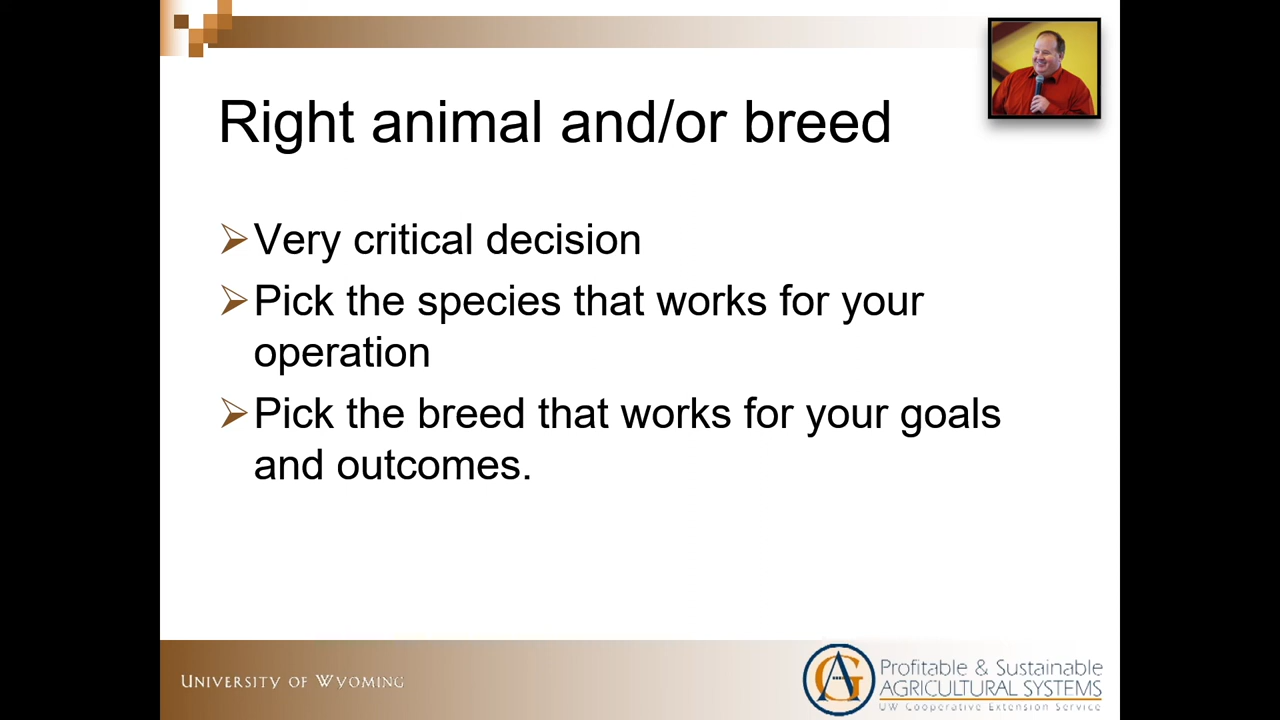 Right animal and/or breed
Very critical decision
Pick the species that works for your
operation
Pick the breed that works for your goals
and outcomes.
UNIVERSITY OF WYOMING
AG
Profitable & Sustainable
AGRICULTURAL SYSTEMS
UW Cooperative Extension Service